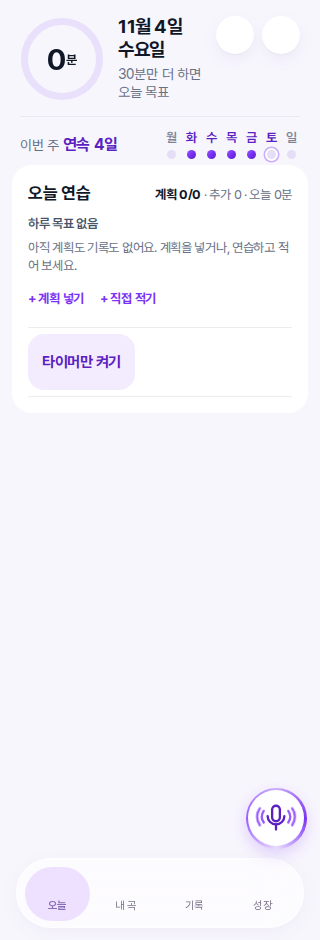 0분
11월 4일
수요일
30분만 더 하면
오늘 목표
이번 주 연속 4일
월 화 수 목 금 토 일
오늘 연습
계획 0/0 · 추가 0 · 오늘 0분
하루 목표 없음
아직 계획도 기록도 없어요. 계획을 넣거나, 연습하고 적
어 보세요.
+ 계획 넣기 + 직접 적기
타이머만 켜기
오늘 내 곡 기록 성장